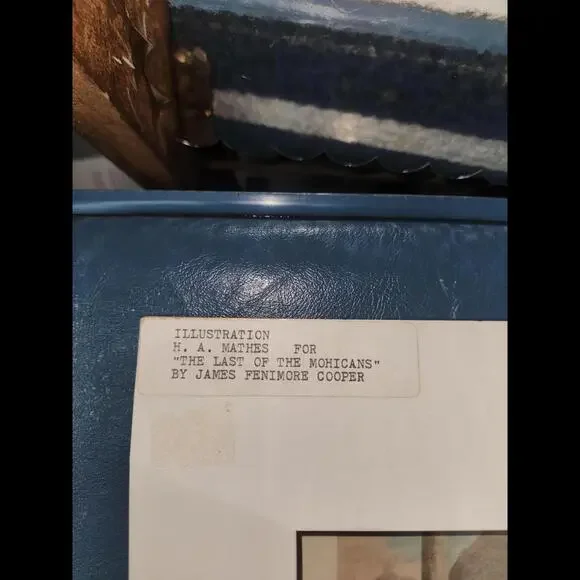 ILLUSTRATION
H. A. MATHES FOR
"THE LAST OF THE MOHICANS"
BY JAMES FENIMORE COOPER